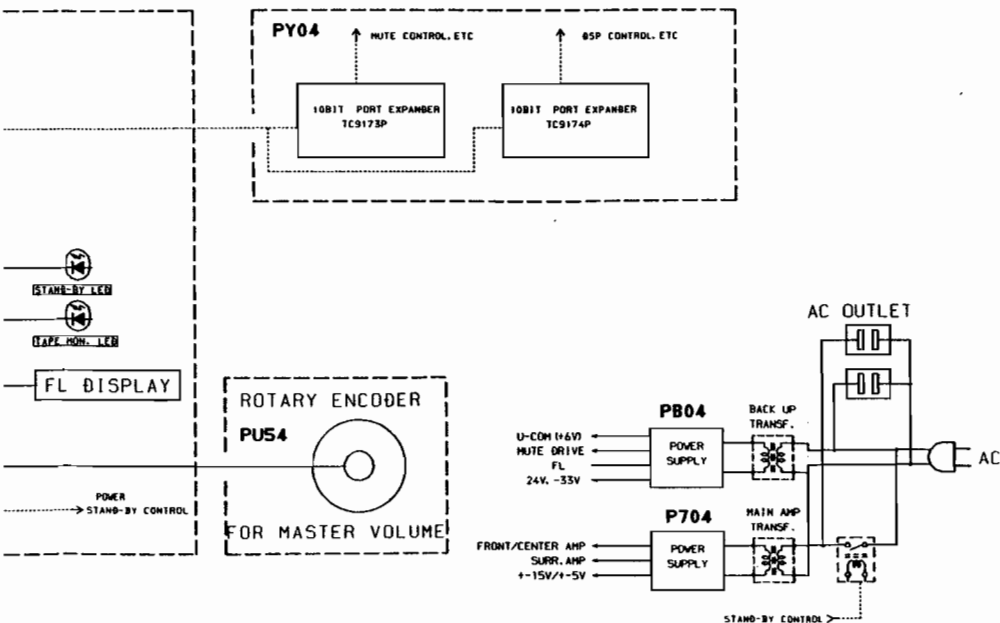 PY04
MUTE CONTROL.ETC
DSP CONTROL.ETC
10BIT PORT EXPANDER
TC9173P
10BIT PORT EXPANDER
TC9174P
STAND-BY LED
TAPE MON. LED
FL DISPLAY
POWER
STAND-BY CONTROL
ROTARY ENCODER
PU54
FOR MASTER VOLUME
AC OUTLET
PB04
BACK UP
TRANSF.
U-COM (+6V)
MUTE DRIVE
FL
24V. -33V
POWER
SUPPLY
AC
P704
MAIN AMP
TRANSF.
FRONT/CENTER AMP
SURR.AMP
+-15V/+-5V
POWER
SUPPLY
STAND-BY CONTROL